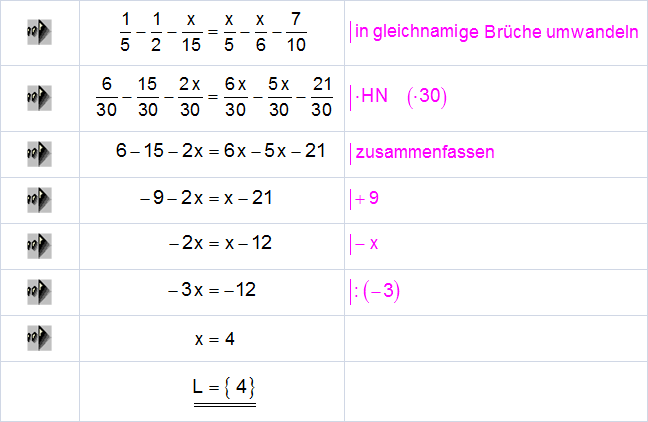 1/5 − 1/2 − x/15 = x/5 − x/6 − 7/10 |in gleichnamige Brüche umwandeln
6/30 − 15/30 − 2x/30 = 6x/30 − 5x/30 − 21/30 |·HN (·30)
6−15−2x = 6x−5x−21 |zusammenfassen
−9−2x = x−21 |+9
−2x = x−12 |−x
−3x = −12 |:(−3)
x = 4
L = { 4}